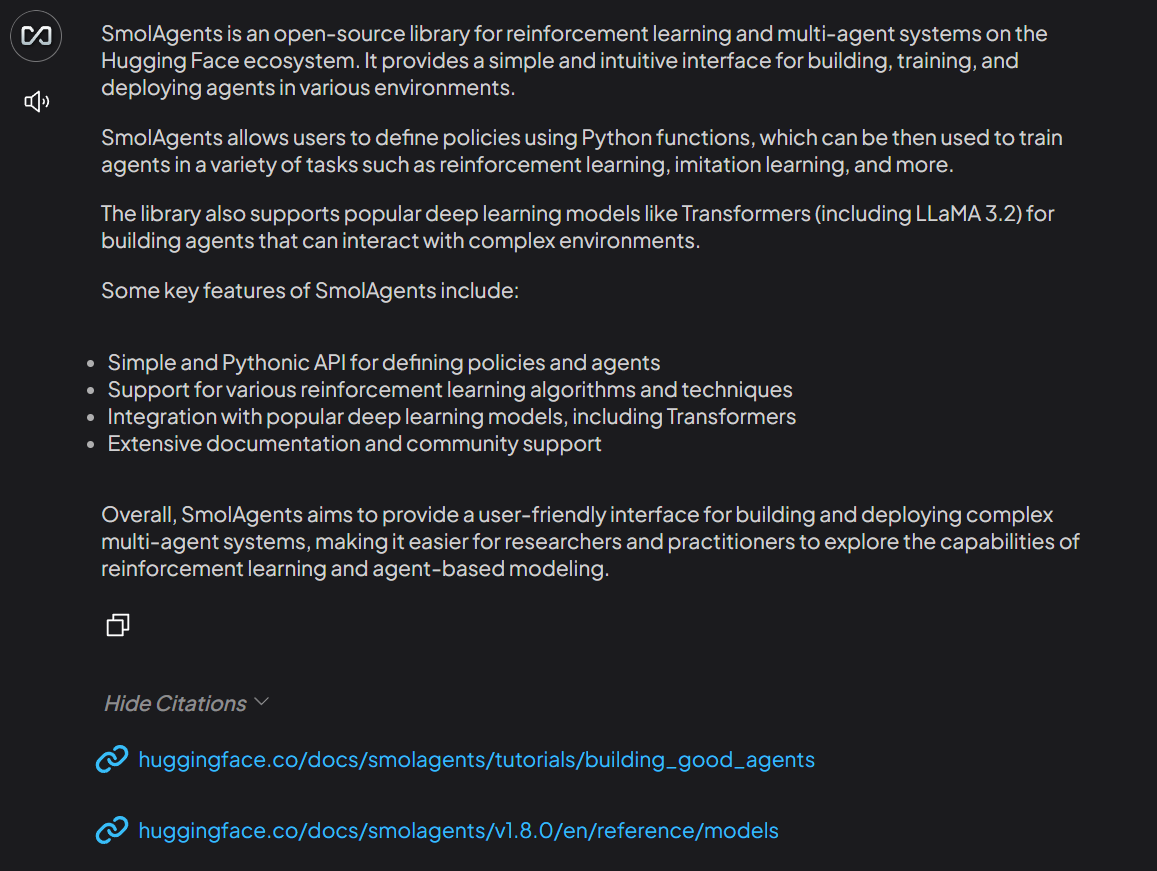 SmolAgents is an open-source library for reinforcement learning and multi-agent systems on the
Hugging Face ecosystem. It provides a simple and intuitive interface for building, training, and
deploying agents in various environments.
SmolAgents allows users to define policies using Python functions, which can be then used to train
agents in a variety of tasks such as reinforcement learning, imitation learning, and more.
The library also supports popular deep learning models like Transformers (including LLaMA 3.2) for
building agents that can interact with complex environments.
Some key features of SmolAgents include:
• Simple and Pythonic API for defining policies and agents
• Support for various reinforcement learning algorithms and techniques
• Integration with popular deep learning models, including Transformers
• Extensive documentation and community support
Overall, SmolAgents aims to provide a user-friendly interface for building and deploying complex
multi-agent systems, making it easier for researchers and practitioners to explore the capabilities of
reinforcement learning and agent-based modeling.
Hide Citations
huggingface.co/docs/smolagents/tutorials/building_good_agents
huggingface.co/docs/smolagents/v1.8.0/en/reference/models